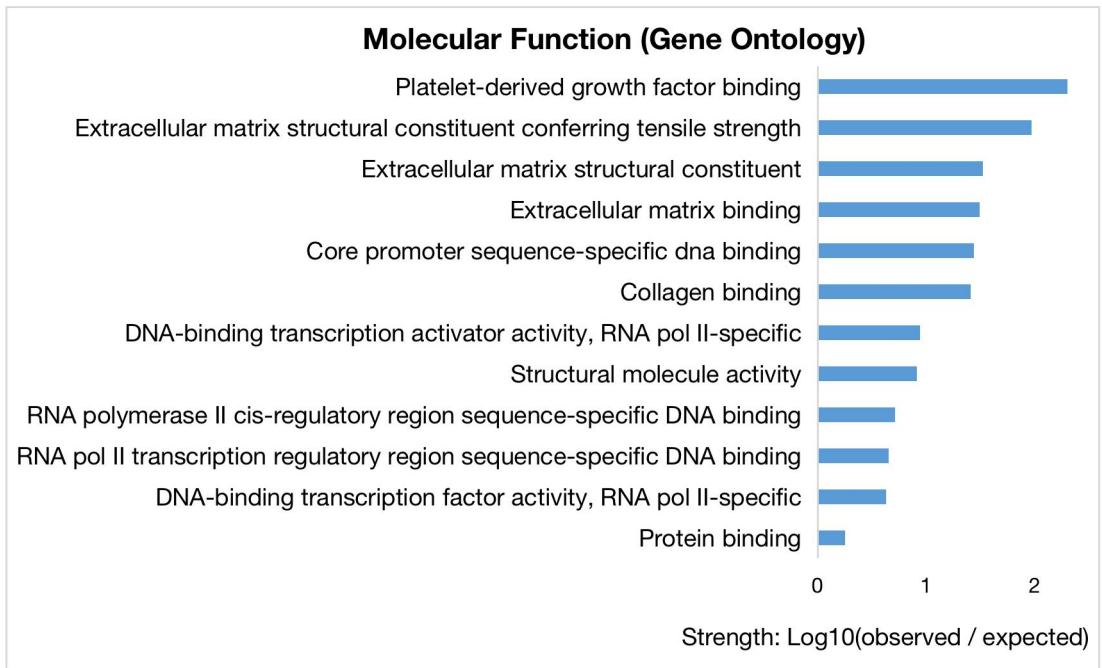 Molecular Function (Gene Ontology)
Platelet-derived growth factor binding
Extracellular matrix structural constituent conferring tensile strength
Extracellular matrix structural constituent
Extracellular matrix binding
Core promoter sequence-specific dna binding
Collagen binding
DNA-binding transcription activator activity, RNA pol II-specific
Structural molecule activity
RNA polymerase II cis-regulatory region sequence-specific DNA binding
RNA pol II transcription regulatory region sequence-specific DNA binding
DNA-binding transcription factor activity, RNA pol II-specific
Protein binding
0 1 2
Strength: Log10(observed / expected)